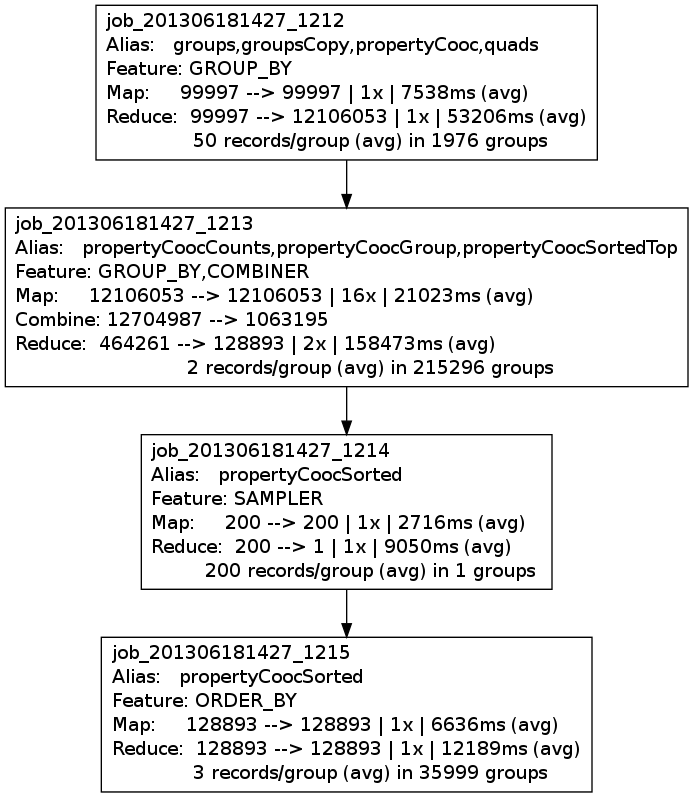 job_201306181427_1212
Alias: groups,groupsCopy,propertyCooc,quads
Feature: GROUP_BY
Map: 99997 --> 99997 | 1x | 7538ms (avg)
Reduce: 99997 --> 12106053 | 1x | 53206ms (avg)
50 records/group (avg) in 1976 groups
job_201306181427_1213
Alias: propertyCoocCounts,propertyCoocGroup,propertyCoocSortedTop
Feature: GROUP_BY,COMBINER
Map: 12106053 --> 12106053 | 16x | 21023ms (avg)
Combine: 12704987 --> 1063195
Reduce: 464261 --> 128893 | 2x | 158473ms (avg)
2 records/group (avg) in 215296 groups
job_201306181427_1214
Alias: propertyCoocSorted
Feature: SAMPLER
Map: 200 --> 200 | 1x | 2716ms (avg)
Reduce: 200 --> 1 | 1x | 9050ms (avg)
200 records/group (avg) in 1 groups
job_201306181427_1215
Alias: propertyCoocSorted
Feature: ORDER_BY
Map: 128893 --> 128893 | 1x | 6636ms (avg)
Reduce: 128893 --> 128893 | 1x | 12189ms (avg)
3 records/group (avg) in 35999 groups